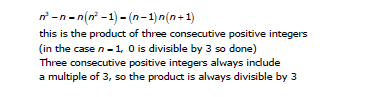 n³ − n = n(n² − 1) = (n − 1)n(n + 1)
this is the product of three consecutive positive integers
(in the case n = 1, 0 is divisible by 3 so done)
Three consecutive positive integers always include
a multiple of 3, so the product is always divisible by 3